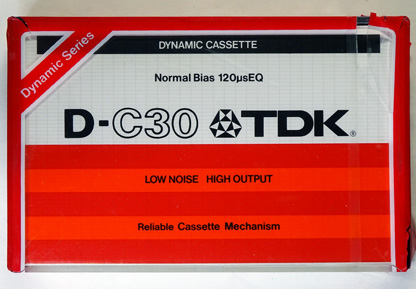 Dynamic Series
DYNAMIC CASSETTE
Normal Bias 120µsEQ
D-C30 TDK®
LOW NOISE HIGH OUTPUT
Reliable Cassette Mechanism